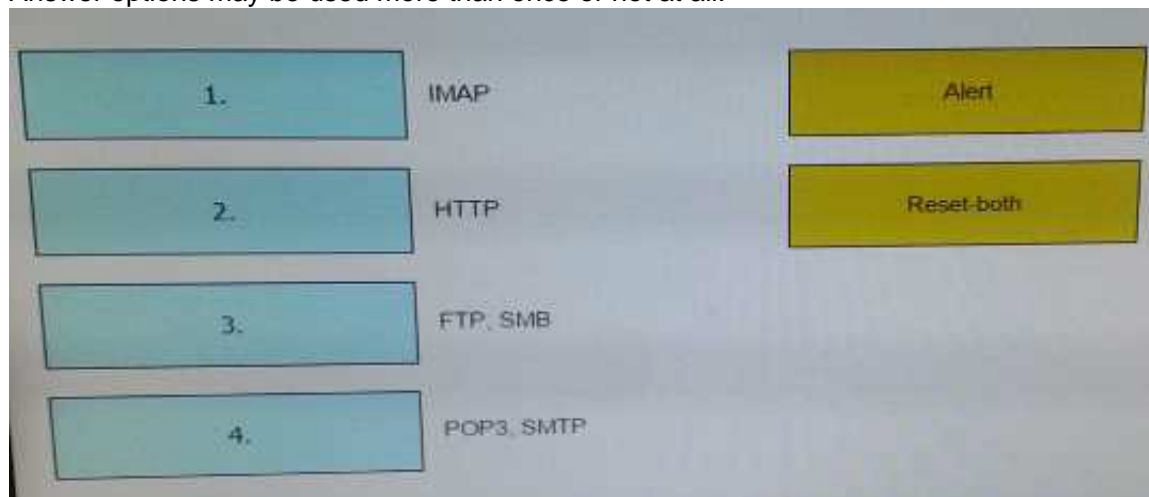 Answer options may be used more than once or not at all.
1.
IMAP
Alert
2.
HTTP
Reset-both
3.
FTP, SMB
4.
POP3, SMTP